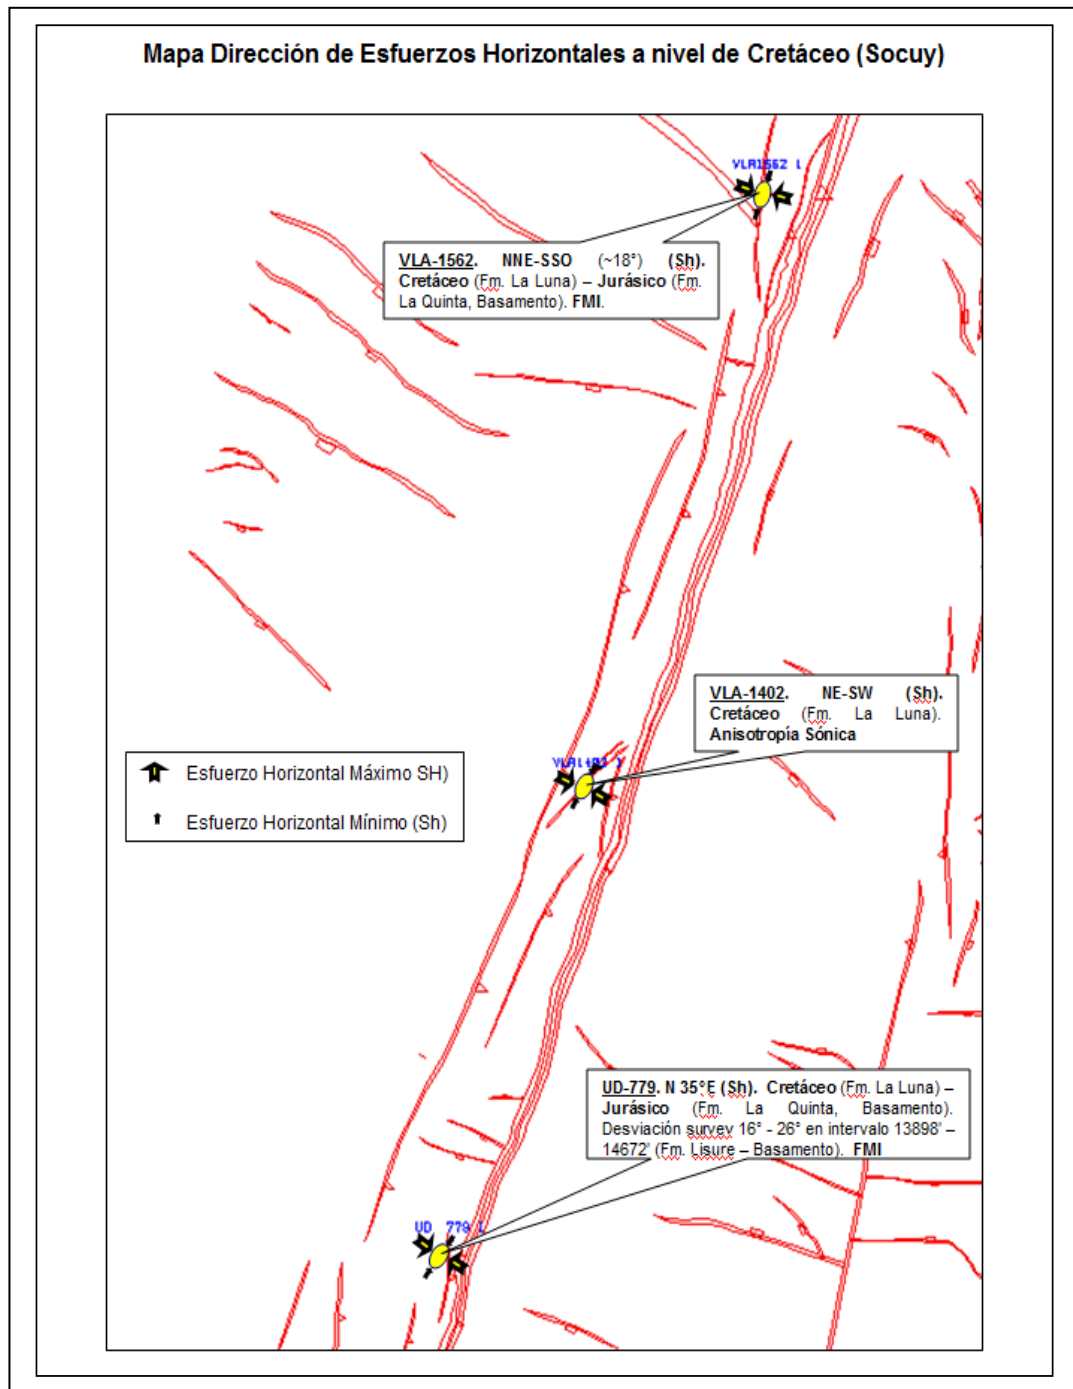 Mapa Dirección de Esfuerzos Horizontales a nivel de Cretáceo (Socuy)
VLA1562 1
VLA-1562. NNE-SSO (~18°) (Sh).
Cretáceo (Fm. La Luna) – Jurásico (Fm.
La Quinta, Basamento). FMI.
VLA-1402. NE-SW (Sh).
Cretáceo (Fm. La Luna).
Anisotropía Sónica
Esfuerzo Horizontal Máximo SH)
Esfuerzo Horizontal Mínimo (Sh)
UD-779. N 35°E (Sh). Cretáceo (Fm. La Luna) –
Jurásico (Fm. La Quinta, Basamento).
Desviación survey 16° - 26° en intervalo 13898' –
14672' (Fm. Lisure – Basamento). FMI
UD 779 1